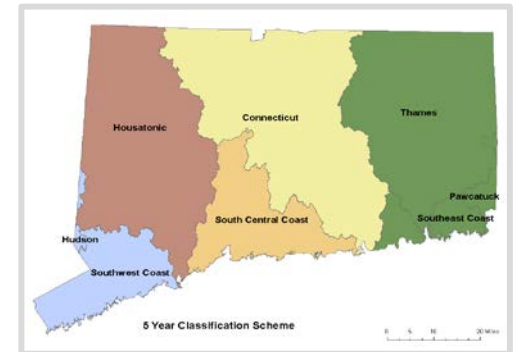 Housatonic
Connecticut
Thames
Pawcatuck
South Central Coast
Southeast Coast
Hudson
Southwest Coast
5 Year Classification Scheme
0 5 10 20 Miles